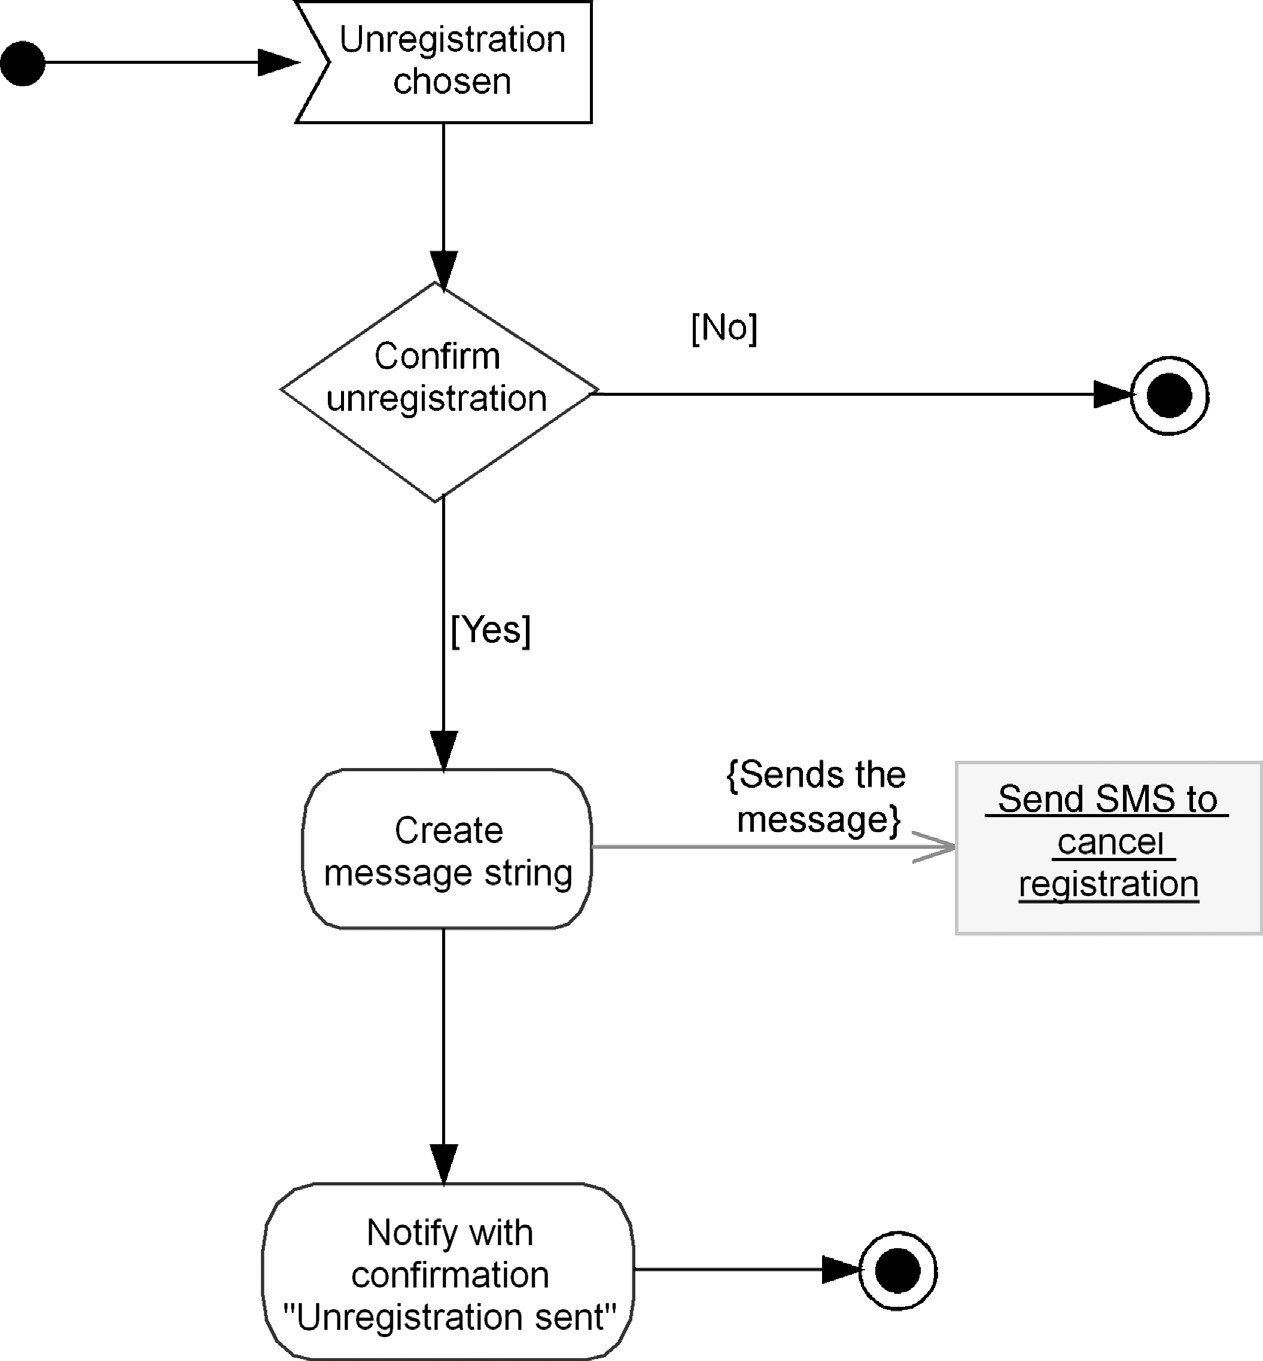 Unregistration
chosen
Confirm
unregistration
[No]
[Yes]
{Sends the
message}
Create
message string
Send SMS to
cancel
registration
Notify with
confirmation
"Unregistration sent"